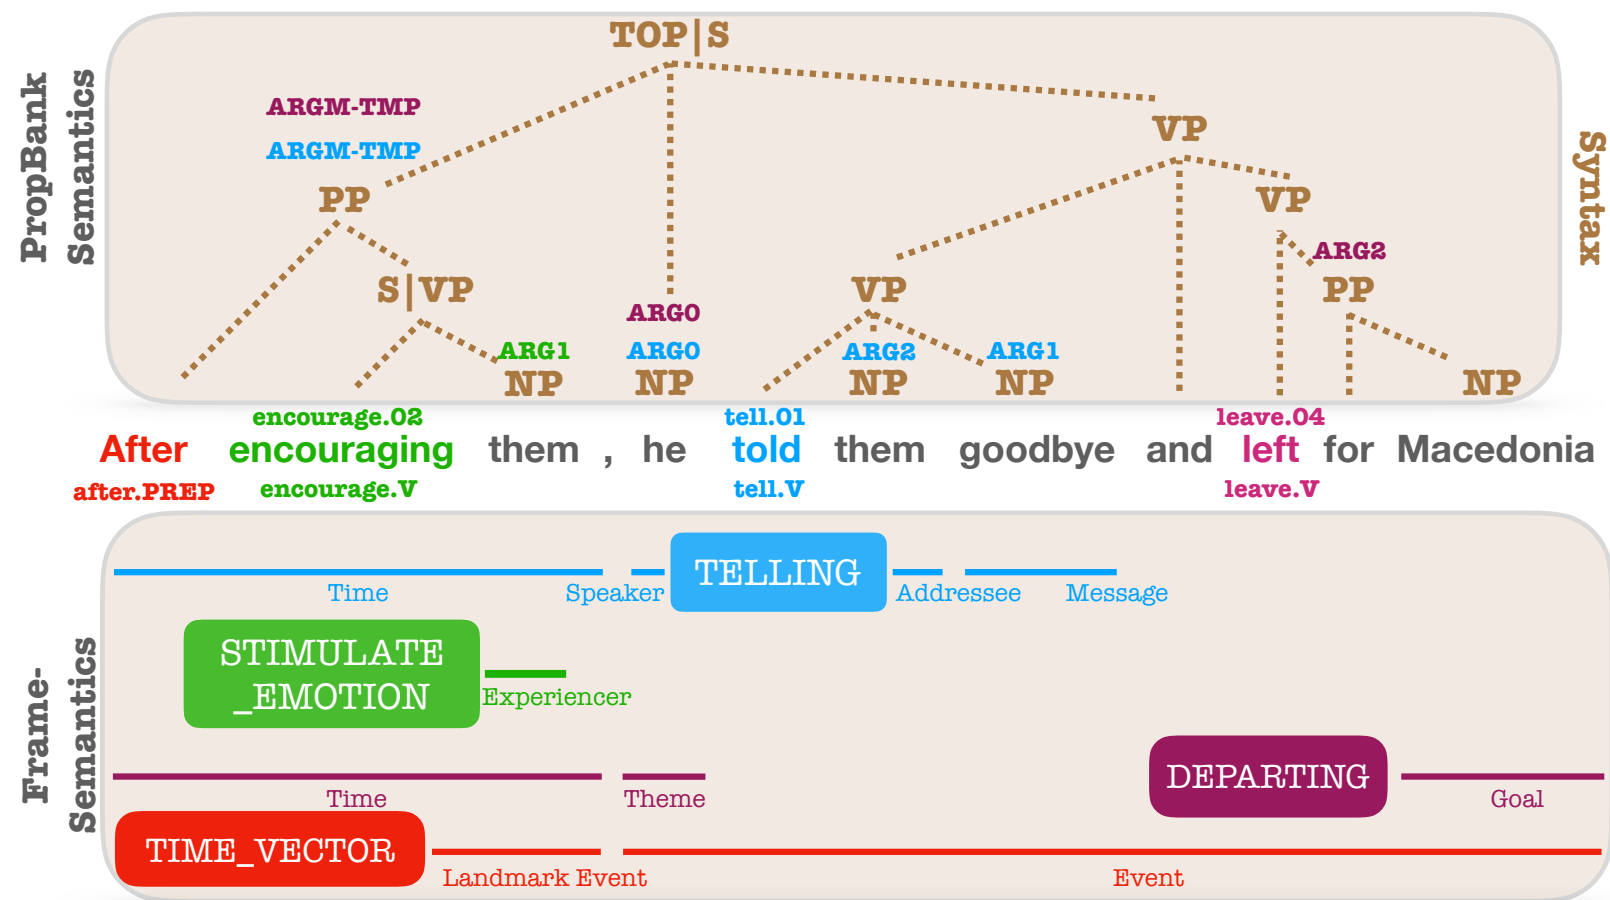 PropBank
Semantics
Syntax
TOP|S
ARGM-TMP
VP
ARGM-TMP
PP
VP
ARG2
S|VP
VP
PP
ARG0
ARG1
ARG0
ARG2
ARG1
NP
NP
NP
NP
NP
encourage.02
tell.01
leave.04
After encouraging them , he told them goodbye and left for Macedonia
after.PREP
encourage.V
tell.V
leave.V
Frame-
Semantics
TELLING
Time
Speaker
Addressee
Message
STIMULATE
_EMOTION
Experiencer
DEPARTING
Time
Theme
Goal
TIME_VECTOR
Landmark Event
Event